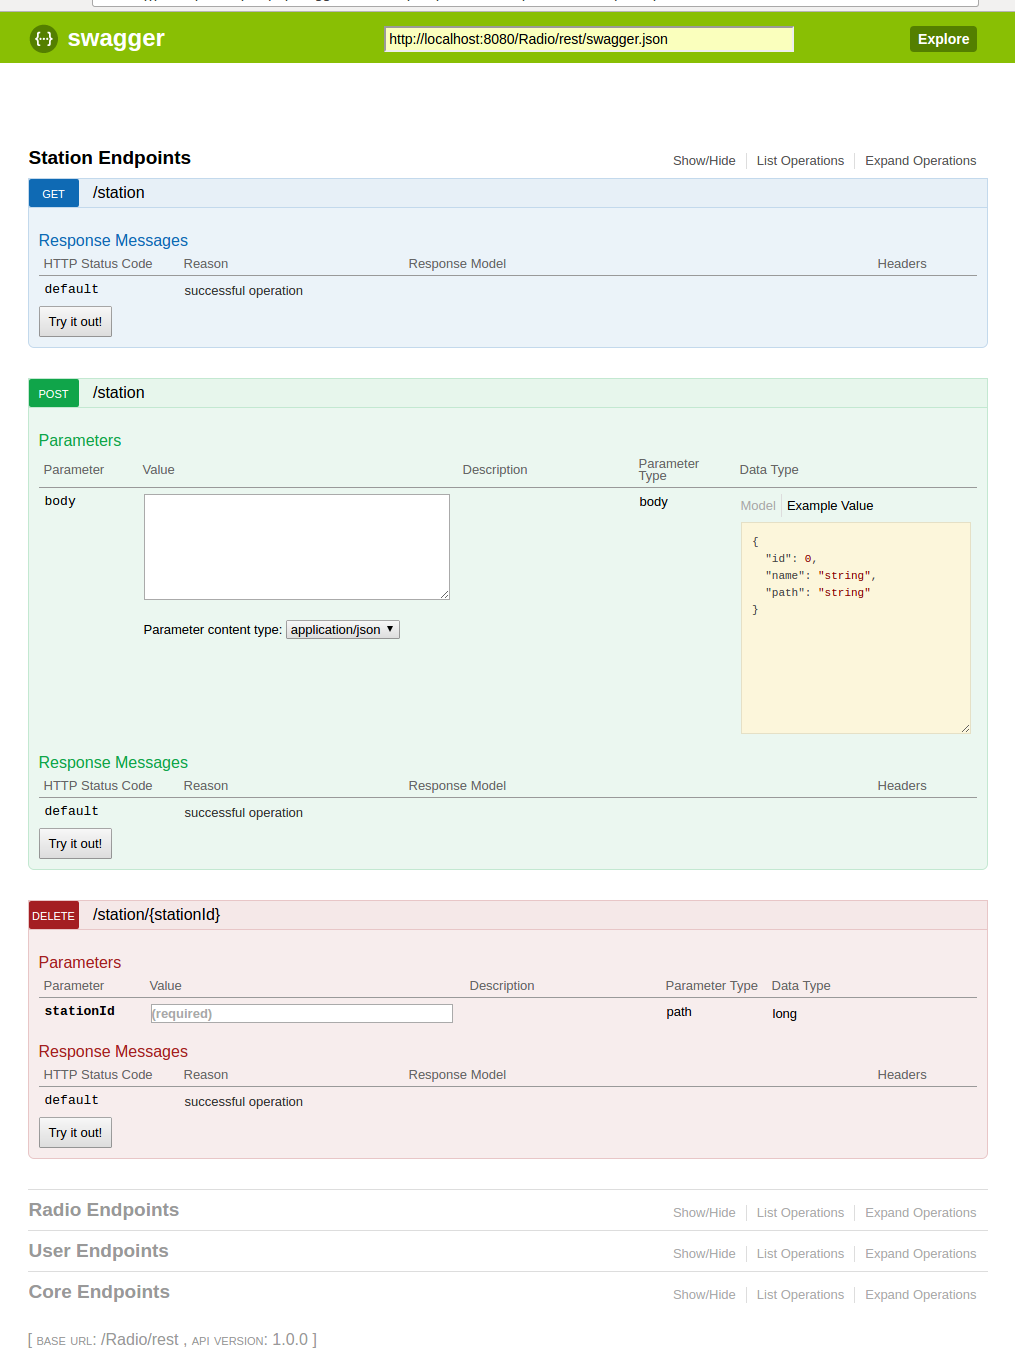 swagger
http://localhost:8080/Radio/rest/swagger.json
Explore
Station Endpoints
Show/Hide List Operations Expand Operations
GET /station
Response Messages
HTTP Status Code Reason Response Model Headers
default successful operation
Try it out!
POST /station
Parameters
Parameter Value Description Parameter Type Data Type
body body Model Example Value
{
"id": 0,
"name": "string",
"path": "string"
}
Parameter content type: application/json
Response Messages
HTTP Status Code Reason Response Model Headers
default successful operation
Try it out!
DELETE /station/{stationId}
Parameters
Parameter Value Description Parameter Type Data Type
stationId (required) path long
Response Messages
HTTP Status Code Reason Response Model Headers
default successful operation
Try it out!
Radio Endpoints Show/Hide List Operations Expand Operations
User Endpoints Show/Hide List Operations Expand Operations
Core Endpoints Show/Hide List Operations Expand Operations
[ BASE URL: /Radio/rest , API VERSION: 1.0.0 ]